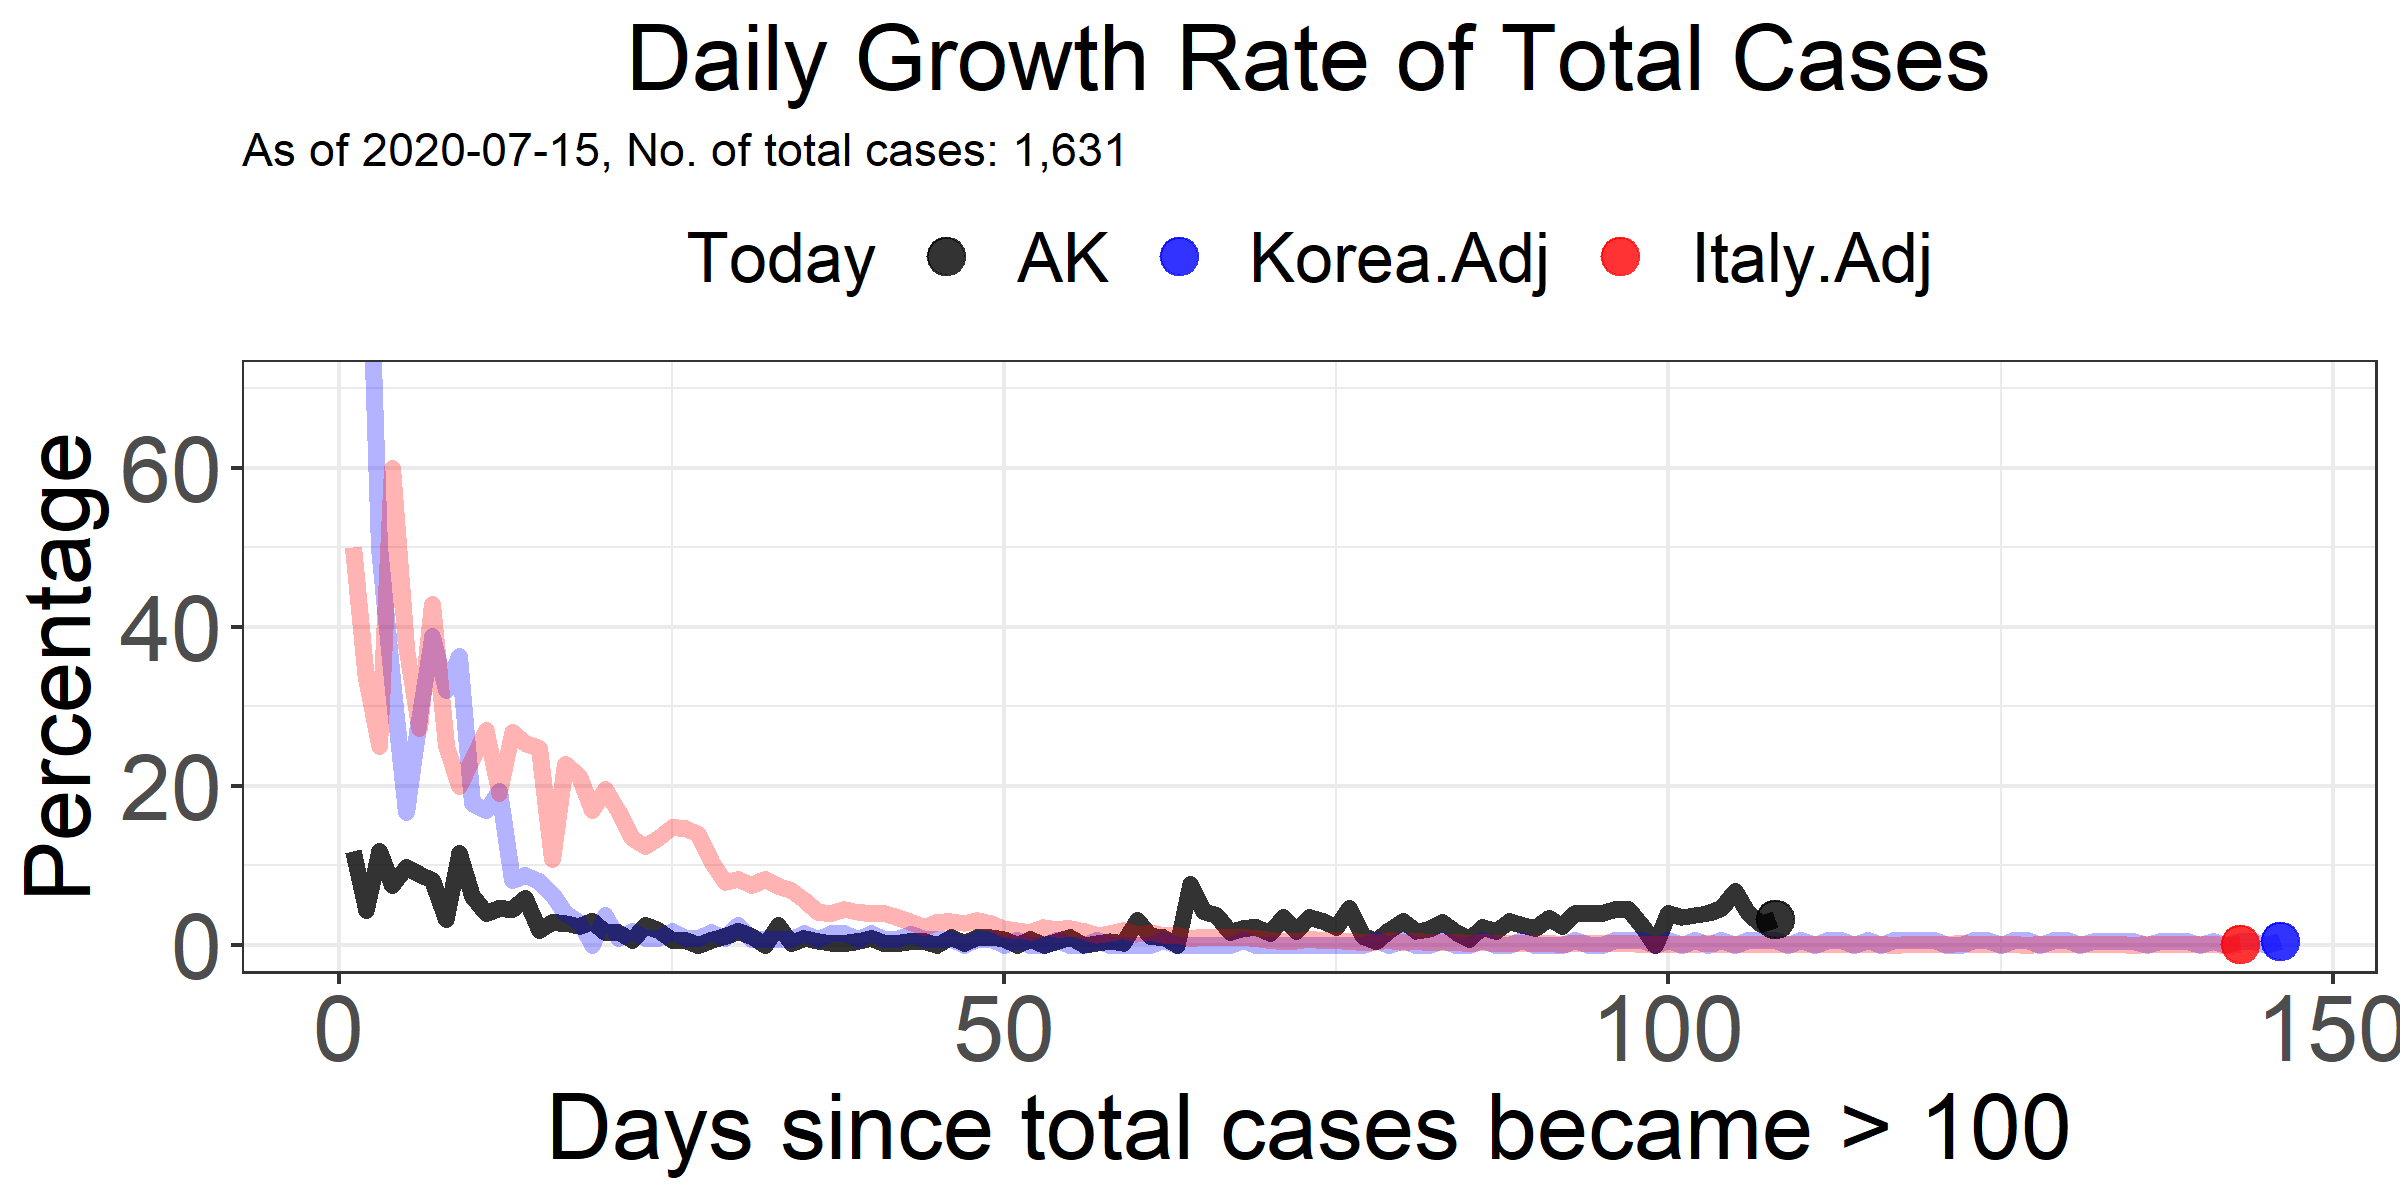 Daily Growth Rate of Total Cases
As of 2020-07-15, No. of total cases: 1,631
Today AK Korea.Adj Italy.Adj
Percentage
60
40
20
0
0 50 100 150
Days since total cases became > 100